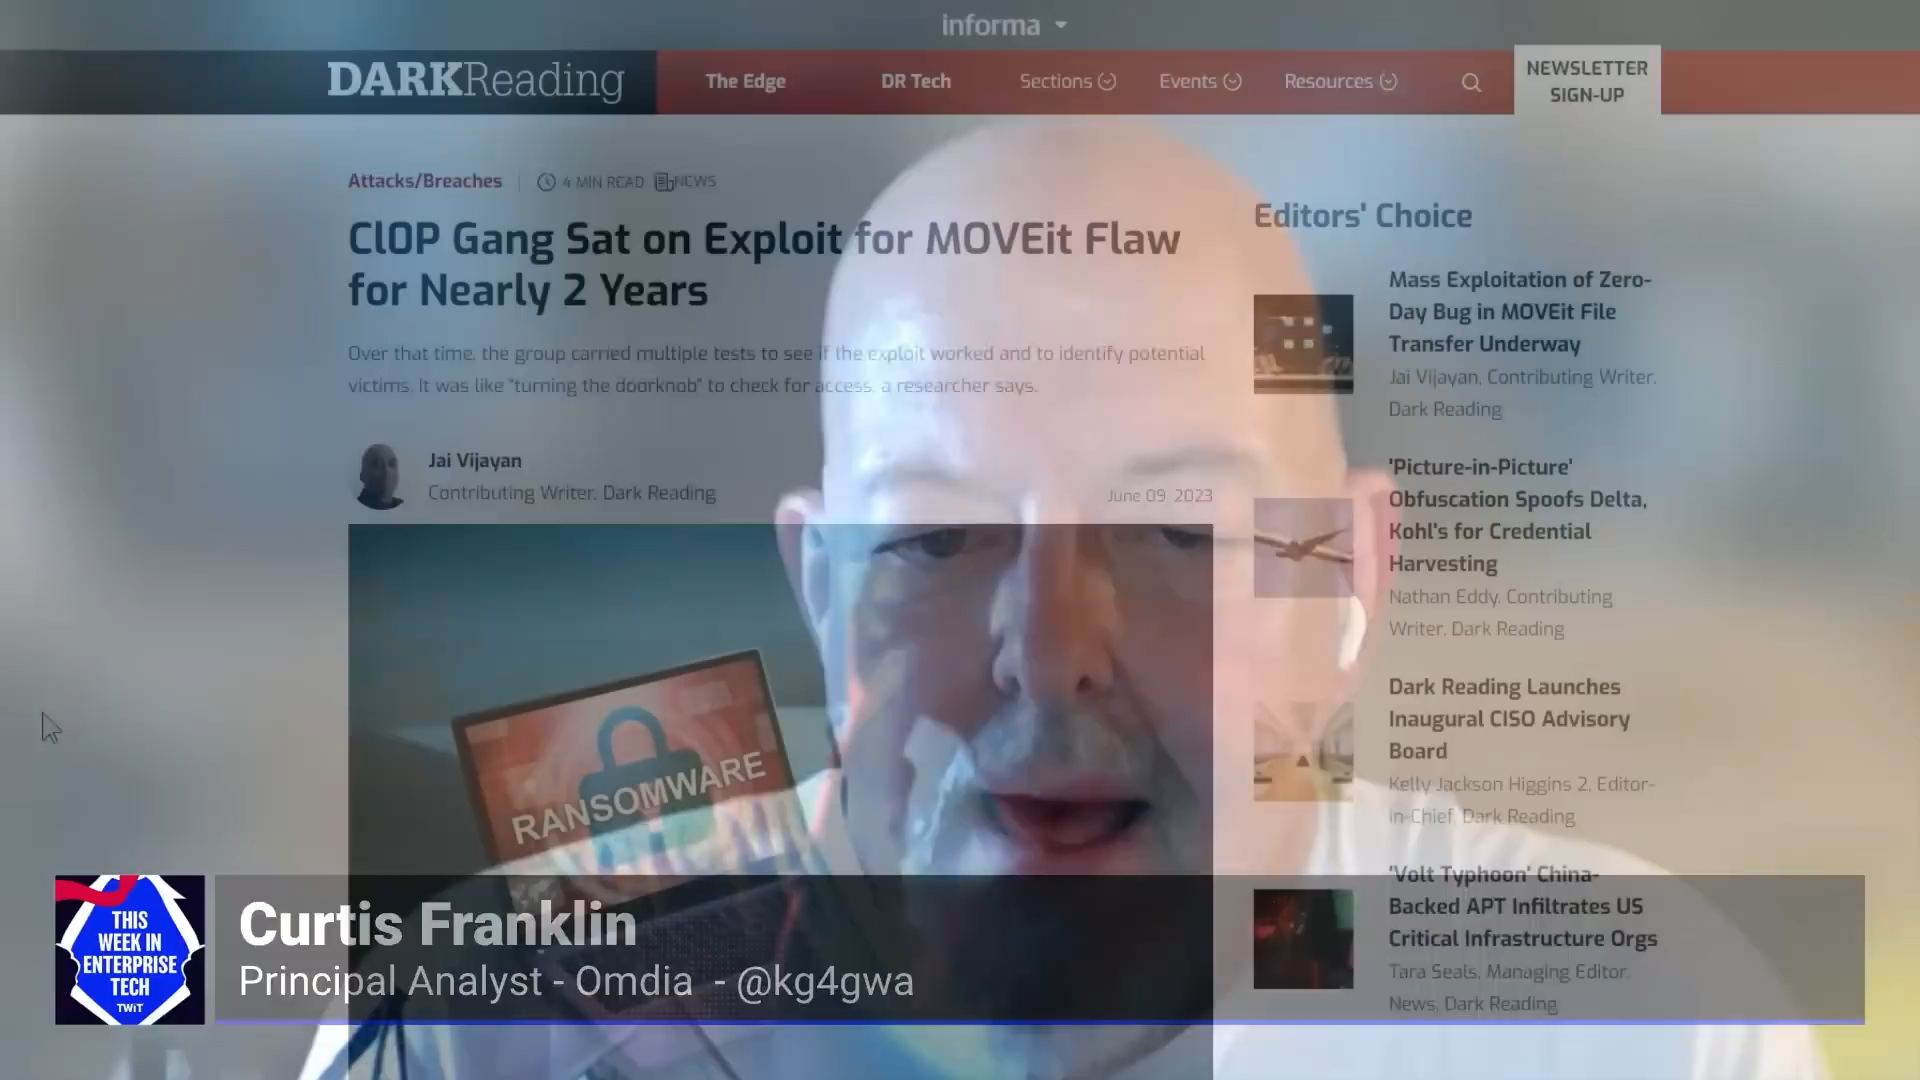 informa
DARKReading
The Edge
DR Tech
Sections
Events
Resources
NEWSLETTER
SIGN-UP
Attacks/Breaches
4 MIN READ
NEWS
ClOP Gang Sat on Exploit for MOVEit Flaw
for Nearly 2 Years
Over that time, the group carried multiple tests to see if the exploit worked and to identify potential
victims. It was like "turning the doorknob" to check for access, a researcher says.
Jai Vijayan
Contributing Writer, Dark Reading
June 09, 2023
RANSOMWARE
Editors' Choice
Mass Exploitation of Zero-
Day Bug in MOVEit File
Transfer Underway
Jai Vijayan, Contributing Writer,
Dark Reading
'Picture-in-Picture'
Obfuscation Spoofs Delta,
Kohl's for Credential
Harvesting
Nathan Eddy, Contributing
Writer, Dark Reading
Dark Reading Launches
Inaugural CISO Advisory
Board
Kelly Jackson Higgins 2, Editor-
in-Chief, Dark Reading
'Volt Typhoon' China-
Backed APT Infiltrates US
Critical Infrastructure Orgs
Tara Seals, Managing Editor,
News, Dark Reading
THIS
WEEK IN
ENTERPRISE
TECH
TWiT
Curtis Franklin
Principal Analyst - Omdia - @kg4gwa